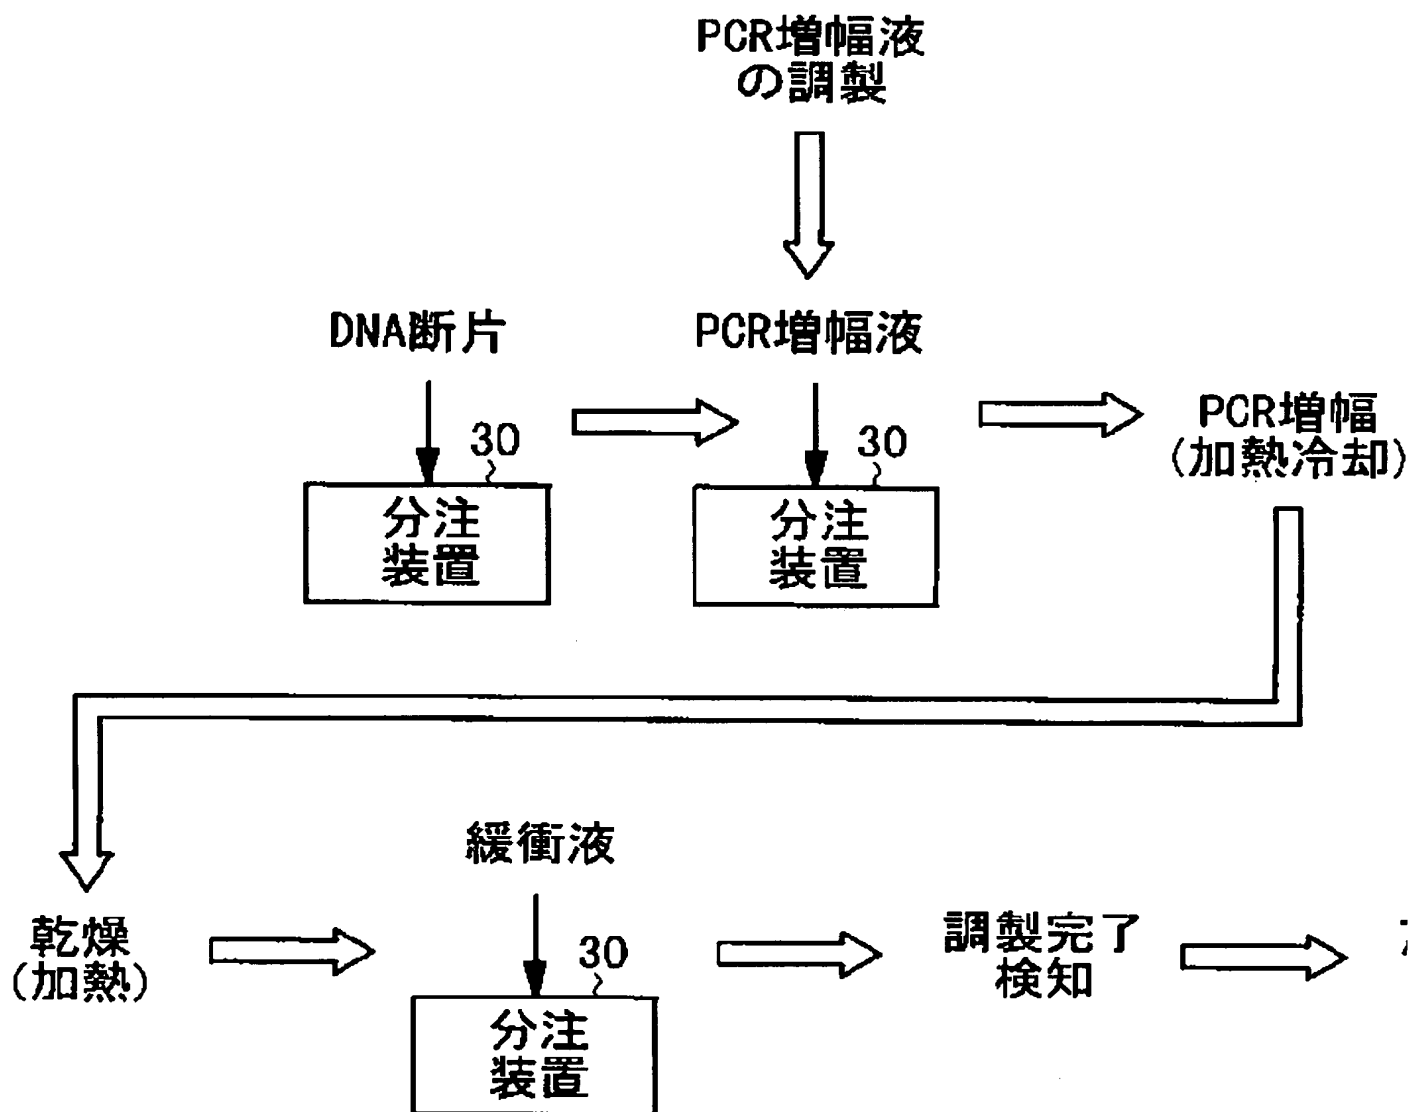 PCR増幅液
の調製
DNA断片
PCR増幅液
30
分注
装置
30
分注
装置
PCR増幅
(加熱冷却)
乾燥
(加熱)
緩衝液
30
分注
装置
調製完了
検知